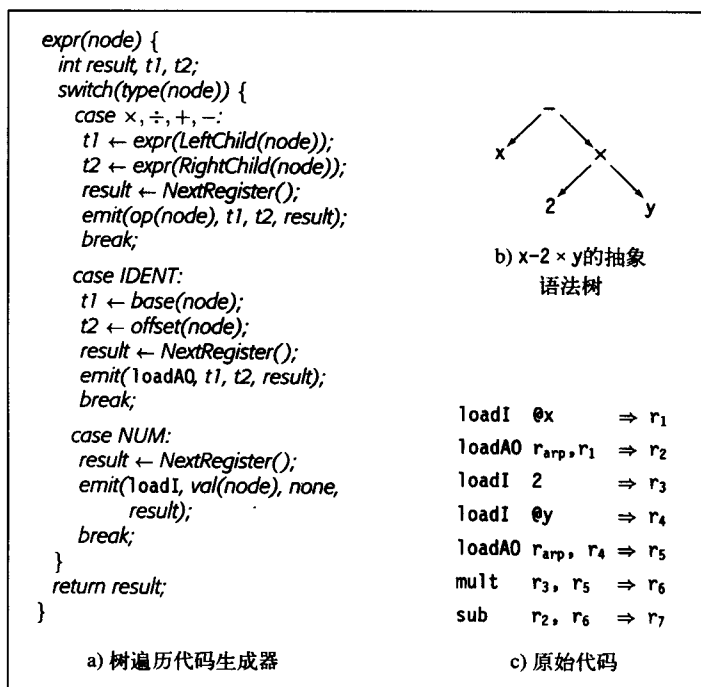 expr(node) {
int result, t1, t2;
switch(type(node)) {
case ×, ÷, +, −:
t1 ← expr(LeftChild(node));
t2 ← expr(RightChild(node));
result ← NextRegister();
emit(op(node), t1, t2, result);
break;
case IDENT:
t1 ← base(node);
t2 ← offset(node);
result ← NextRegister();
emit(loadAO, t1, t2, result);
break;
case NUM:
result ← NextRegister();
emit(loadI, val(node), none,
result);
break;
}
return result;
}
a) 树遍历代码生成器
−
x ×
2 y
b) x−2 × y的抽象
语法树
loadI @x ⇒ r1
loadAO rarp, r1 ⇒ r2
loadI 2 ⇒ r3
loadI @y ⇒ r4
loadAO rarp, r4 ⇒ r5
mult r3, r5 ⇒ r6
sub r2, r6 ⇒ r7
c) 原始代码